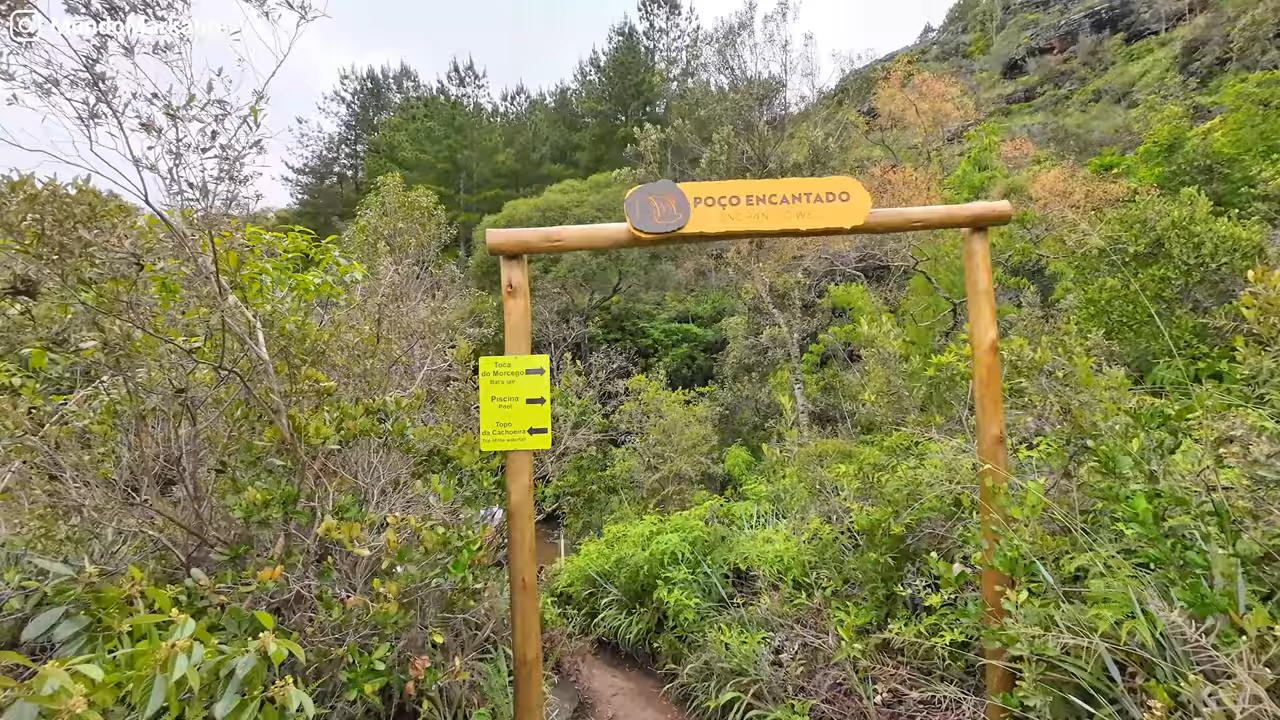 POÇO ENCANTADO
Toca
do Morcego
Bat's lair
Piscina
Pool
Topo
da Cachoeira
Top of the waterfall